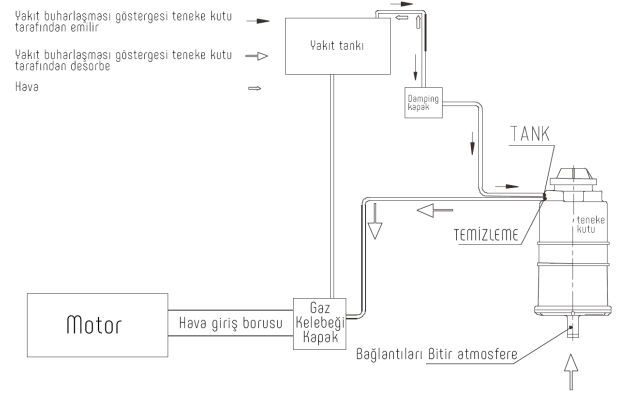 Yakıt buharlaşması göstergesi teneke kutu
tarafından emilir
Yakıt buharlaşması göstergesi teneke kutu
tarafından desorbe
Hava
Yakıt tankı
Damping
kapak
TANK
teneke
kutu
TEMİZLEME
Motor
Hava giriş borusu
Gaz
Kelebeği
Kapak
Bağlantıları Bitir atmosfere